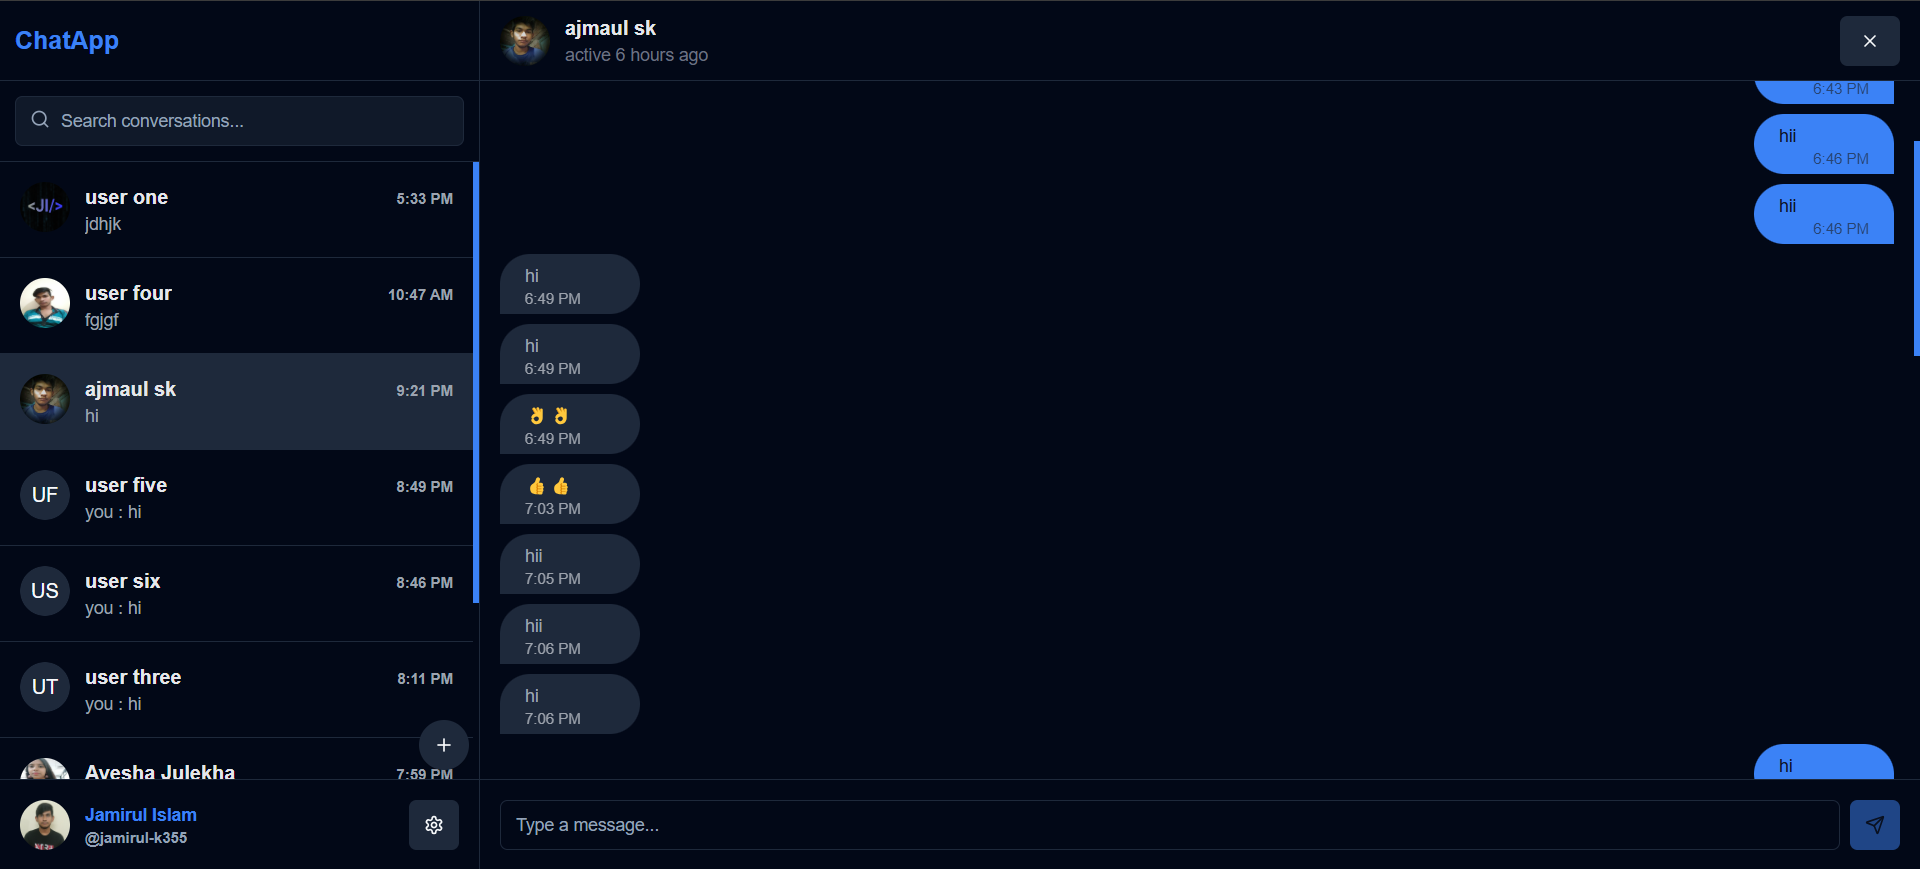 ChatApp
Search conversations...
<JI/>
user one
5:33 PM
jdhjk
user four
10:47 AM
fgjgf
ajmaul sk
9:21 PM
hi
UF
user five
8:49 PM
you : hi
US
user six
8:46 PM
you : hi
UT
user three
8:11 PM
you : hi
Ayesha Julekha
7:59 PM
Jamirul Islam
@jamirul-k355
ajmaul sk
active 6 hours ago
6:43 PM
hii
6:46 PM
hii
6:46 PM
hi
6:49 PM
hi
6:49 PM
👌 👌
6:49 PM
👍 👍
7:03 PM
hii
7:05 PM
hii
7:06 PM
hi
7:06 PM
hi
Type a message...